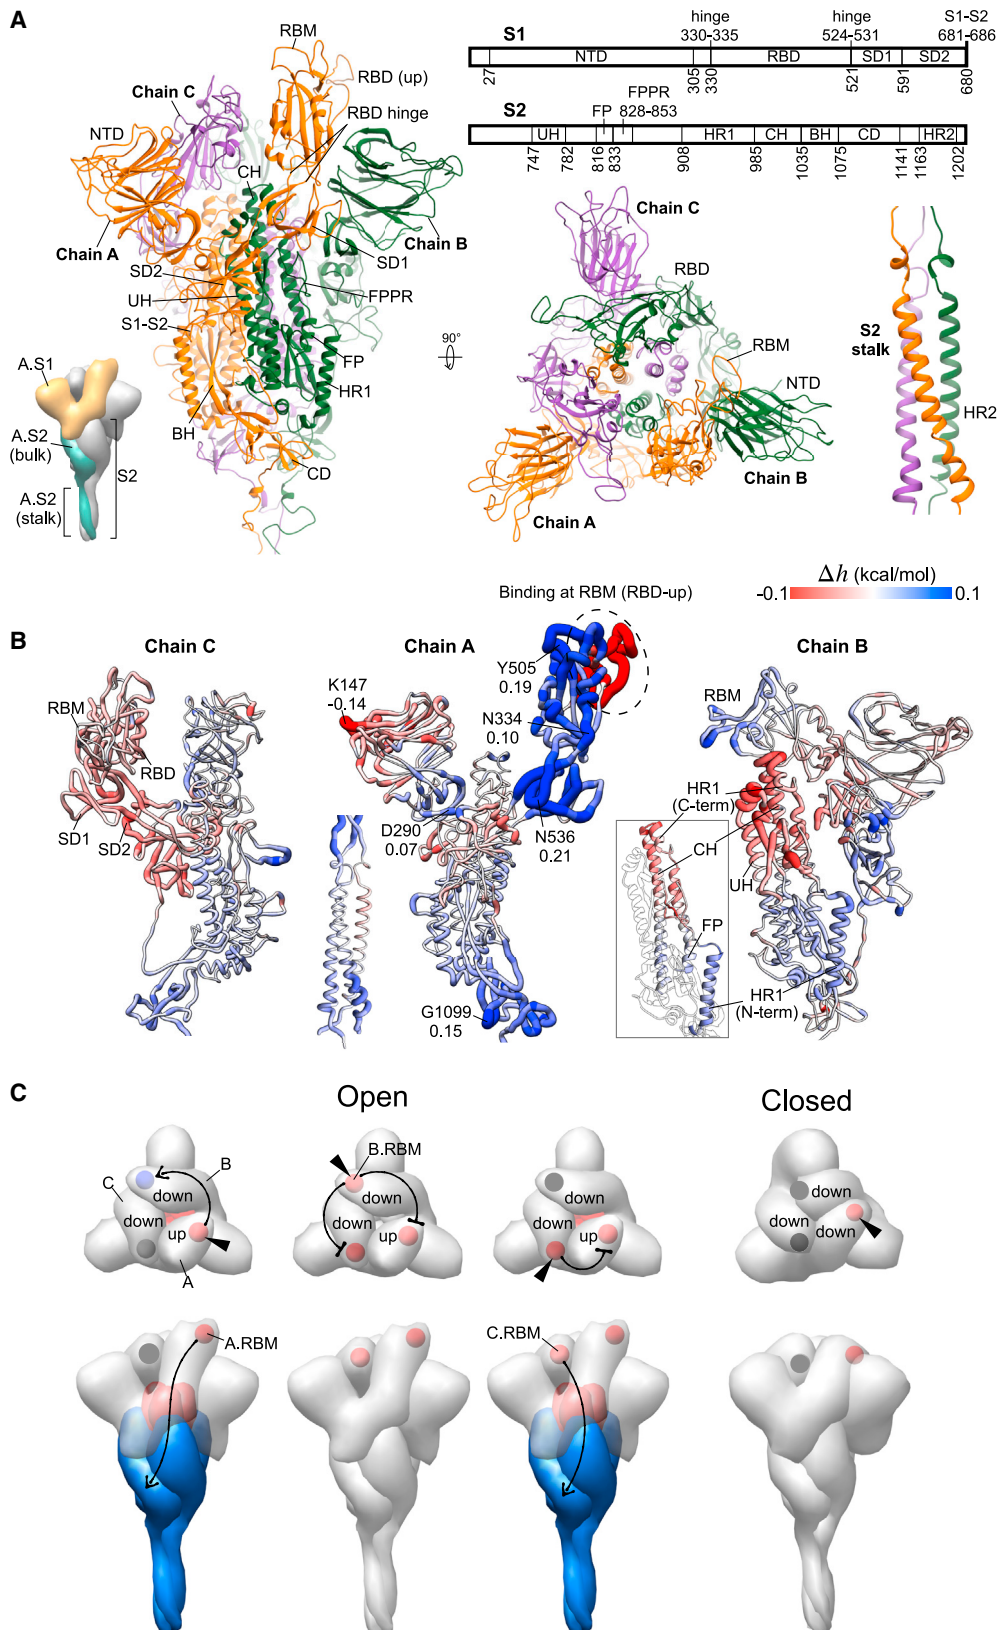 A
RBM
RBD (up)
Chain C
RBD hinge
NTD
CH
Chain A
Chain B
SD1
SD2
UH
FPPR
S1-S2
FP
HR1
BH
CD
A.S1
A.S2
(bulk)
S2
A.S2
(stalk)
90°
hinge
hinge
S1-S2
S1
330-335
524-531
681-686
NTD
RBD
SD1
SD2
27
305
330
521
591
680
FPPR
S2
FP
828-853
UH
HR1
CH
BH
CD
HR2
747
782
816
833
908
985
1035
1075
1141
1163
1202
Chain C
RBD
RBM
NTD
Chain B
Chain A
S2
stalk
HR2
Δh (kcal/mol)
-0.1
0.1
B
Binding at RBM (RBD-up)
Chain C
Chain A
Chain B
RBM
RBD
SD1
SD2
K147
-0.14
Y505
0.19
N334
0.10
D290
0.07
N536
0.21
G1099
0.15
RBM
HR1
(C-term)
CH
UH
FP
HR1
(N-term)
C
Open
Closed
C
B
down
down
up
A
B.RBM
down
down
up
down
down
up
down
down
down
A.RBM
C.RBM